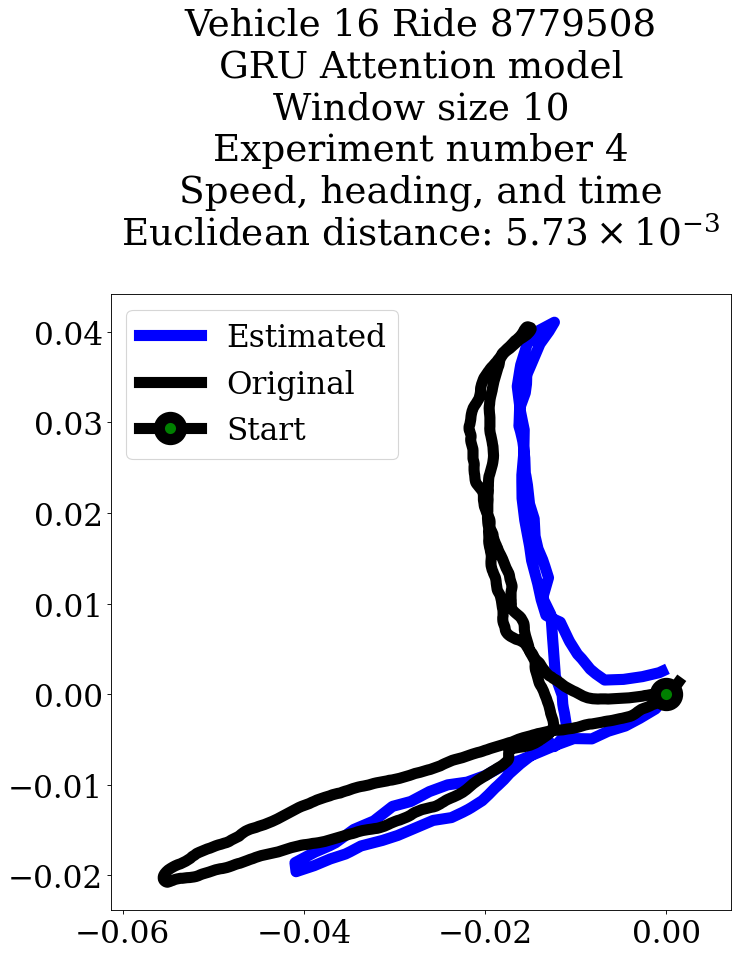 Vehicle 16 Ride 8779508
GRU Attention model
Window size 10
Experiment number 4
Speed, heading, and time
Euclidean distance: 5.73 × 10⁻³
Estimated
Original
Start
0.04
0.03
0.02
0.01
0.00
−0.01
−0.02
−0.06
−0.04
−0.02
0.00